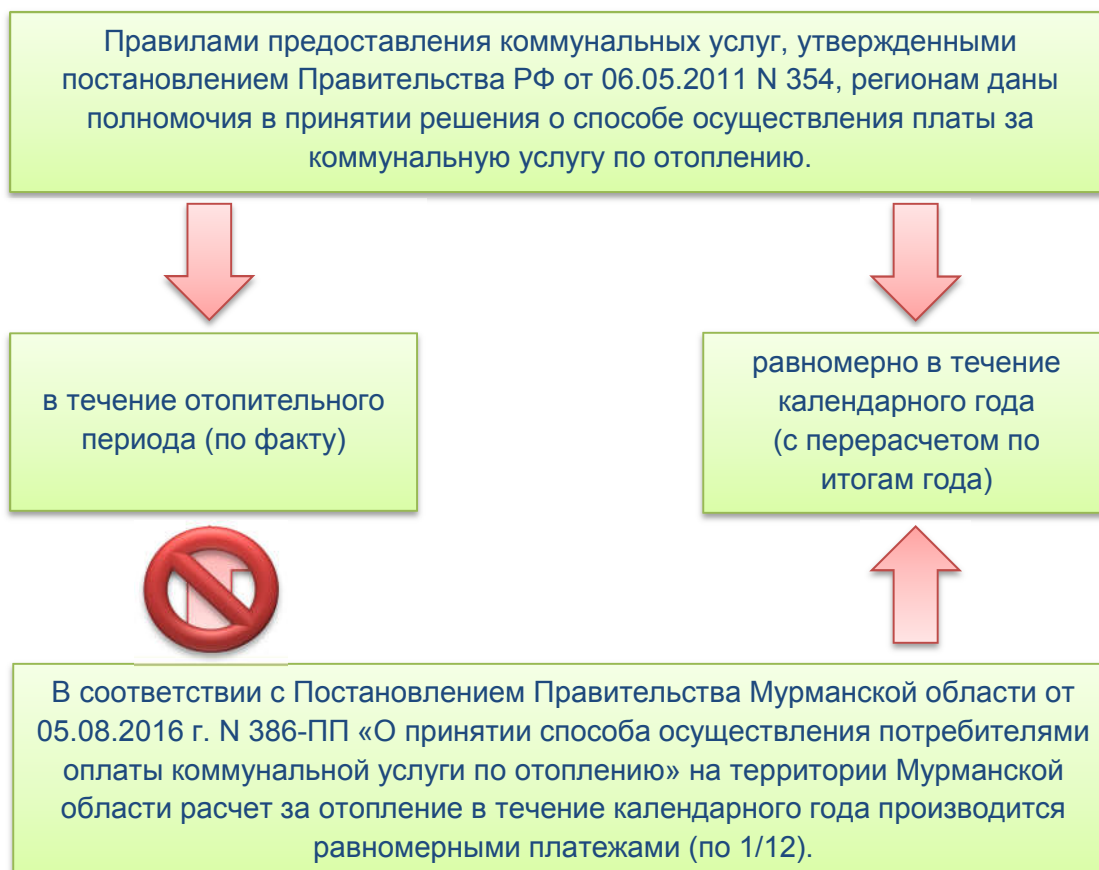 Правилами предоставления коммунальных услуг, утвержденными
постановлением Правительства РФ от 06.05.2011 N 354, регионам даны
полномочия в принятии решения о способе осуществления платы за
коммунальную услугу по отоплению.
в течение отопительного
периода (по факту)
равномерно в течение
календарного года
(с перерасчетом по
итогам года)
В соответствии с Постановлением Правительства Мурманской области от
05.08.2016 г. N 386-ПП «О принятии способа осуществления потребителями
оплаты коммунальной услуги по отоплению» на территории Мурманской
области расчет за отопление в течение календарного года производится
равномерными платежами (по 1/12).